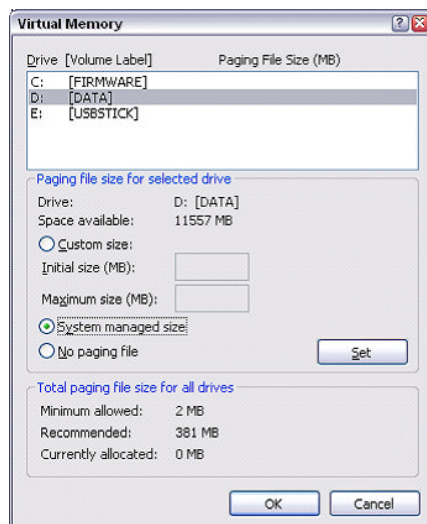 Virtual Memory
Drive [Volume Label] Paging File Size (MB)
C: [FIRMWARE]
D: [DATA]
E: [USBSTICK]
Paging file size for selected drive
Drive: D: [DATA]
Space available: 11557 MB
Custom size:
Initial size (MB):
Maximum size (MB):
System managed size
No paging file
Set
Total paging file size for all drives
Minimum allowed: 2 MB
Recommended: 381 MB
Currently allocated: 0 MB
OK Cancel